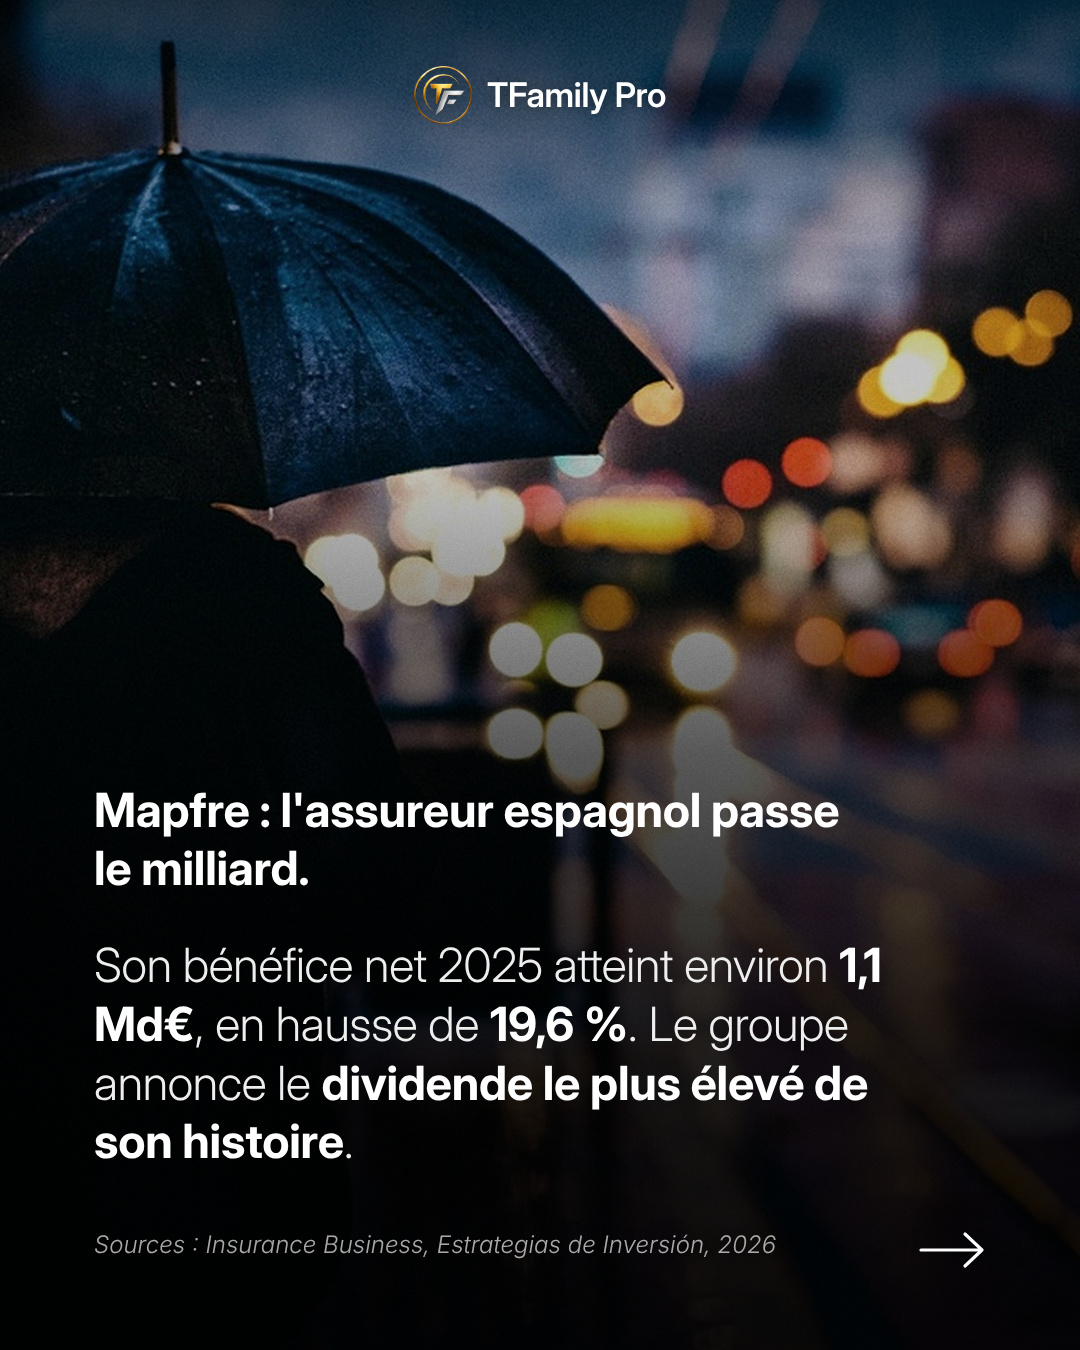 TFamily Pro
Mapfre : l'assureur espagnol passe
le milliard.
Son bénéfice net 2025 atteint environ 1,1
Md€, en hausse de 19,6 %. Le groupe
annonce le dividende le plus élevé de
son histoire.
Sources : Insurance Business, Estrategias de Inversión, 2026